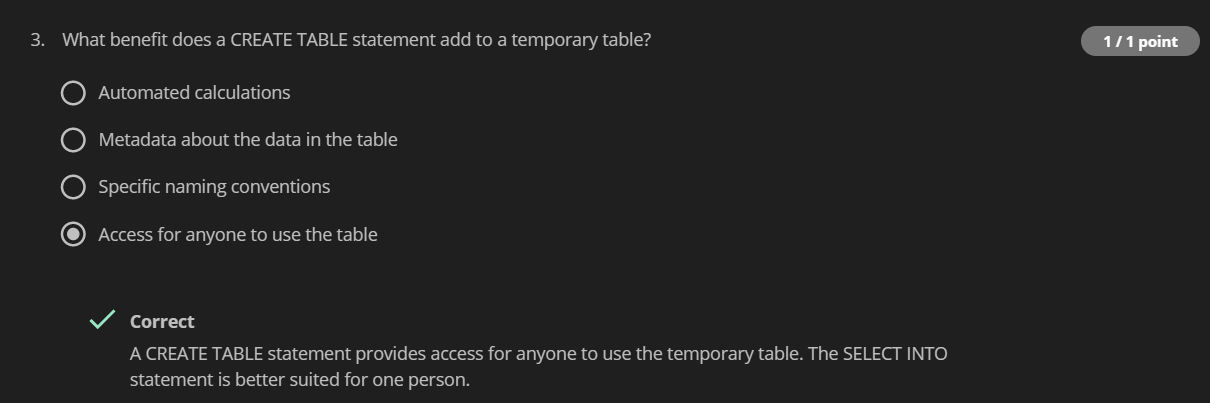 3. What benefit does a CREATE TABLE statement add to a temporary table?
1 / 1 point
Automated calculations
Metadata about the data in the table
Specific naming conventions
Access for anyone to use the table
Correct
A CREATE TABLE statement provides access for anyone to use the temporary table. The SELECT INTO
statement is better suited for one person.